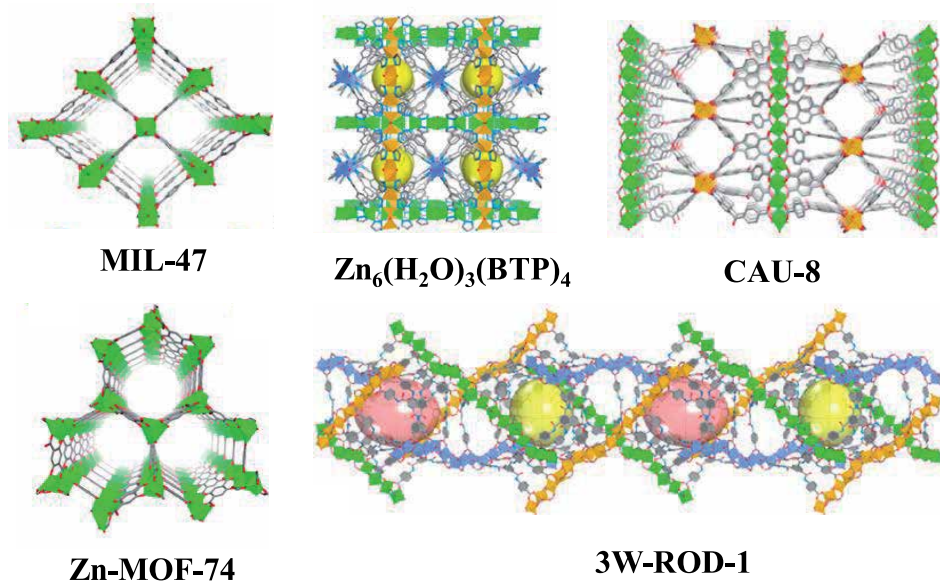 MIL-47
Zn₆(H₂O)₃(BTP)₄
CAU-8
Zn-MOF-74
3W-ROD-1